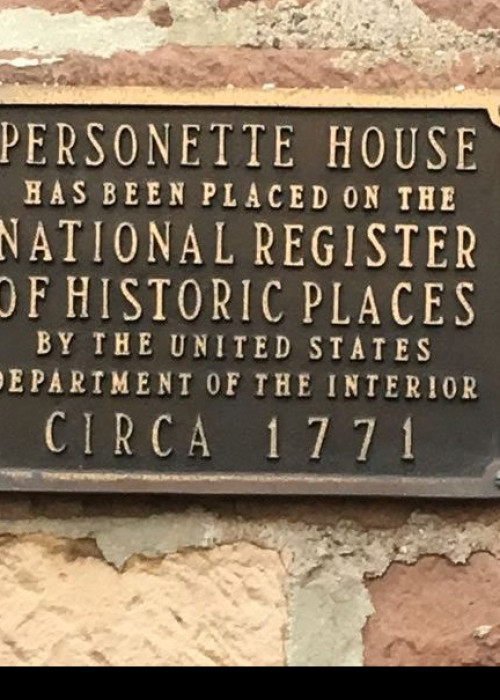 PERSONETTE HOUSE
HAS BEEN PLACED ON THE
NATIONAL REGISTER
OF HISTORIC PLACES
BY THE UNITED STATES
DEPARTMENT OF THE INTERIOR
CIRCA 1771